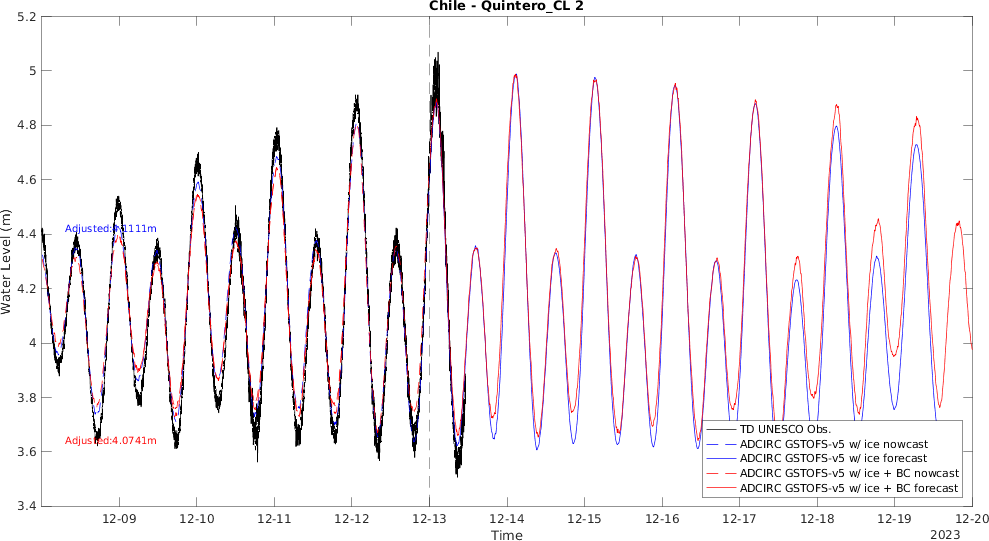 Chile - Quintero_CL 2
Water Level (m)
5.2
5
4.8
4.6
4.4
4.2
4
3.8
3.6
3.4
Adjusted:4.1111m
Adjusted:4.0741m
TD UNESCO Obs.
ADCIRC GSTOFS-v5 w/ ice nowcast
ADCIRC GSTOFS-v5 w/ ice forecast
ADCIRC GSTOFS-v5 w/ ice + BC nowcast
ADCIRC GSTOFS-v5 w/ ice + BC forecast
12-09 12-10 12-11 12-12 12-13 12-14 12-15 12-16 12-17 12-18 12-19 12-20
Time
2023